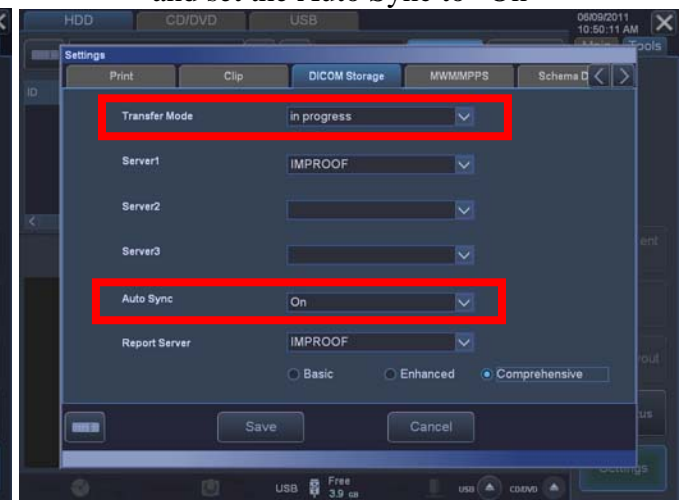 and set the Auto Sync to "On"
HDD CD/DVD USB 06/09/2011
10:50:11 AM
Tools
Settings
Print Clip DICOM Storage MWM/MPPS Schema D
ID
Transfer Mode in progress
Server1 IMPROOF
Server2
Server3
Auto Sync On
Report Server IMPROOF
Basic Enhanced Comprehensive
Save Cancel
USB Free
3.9 GB USB CD/DVD
Settings